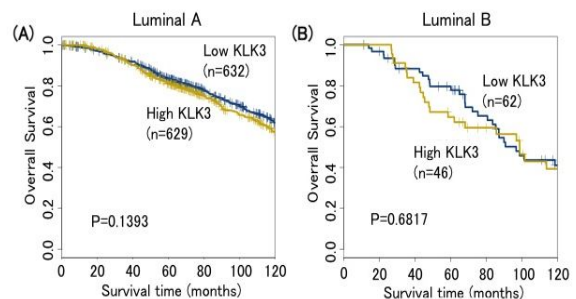 Luminal A
Luminal B
(A)
(B)
Low KLK3
(n=632)
High KLK3
(n=629)
P=0.1393
Overrall Survival
0.0
0.2
0.4
0.6
0.8
1.0
0 20 40 60 80 100 120
Survival time (months)
Low KLK3
(n=62)
High KLK3
(n=46)
P=0.6817
Overrall Survival
0.0
0.2
0.4
0.6
0.8
1.0
0 20 40 60 80 100 120
Survival time (months)